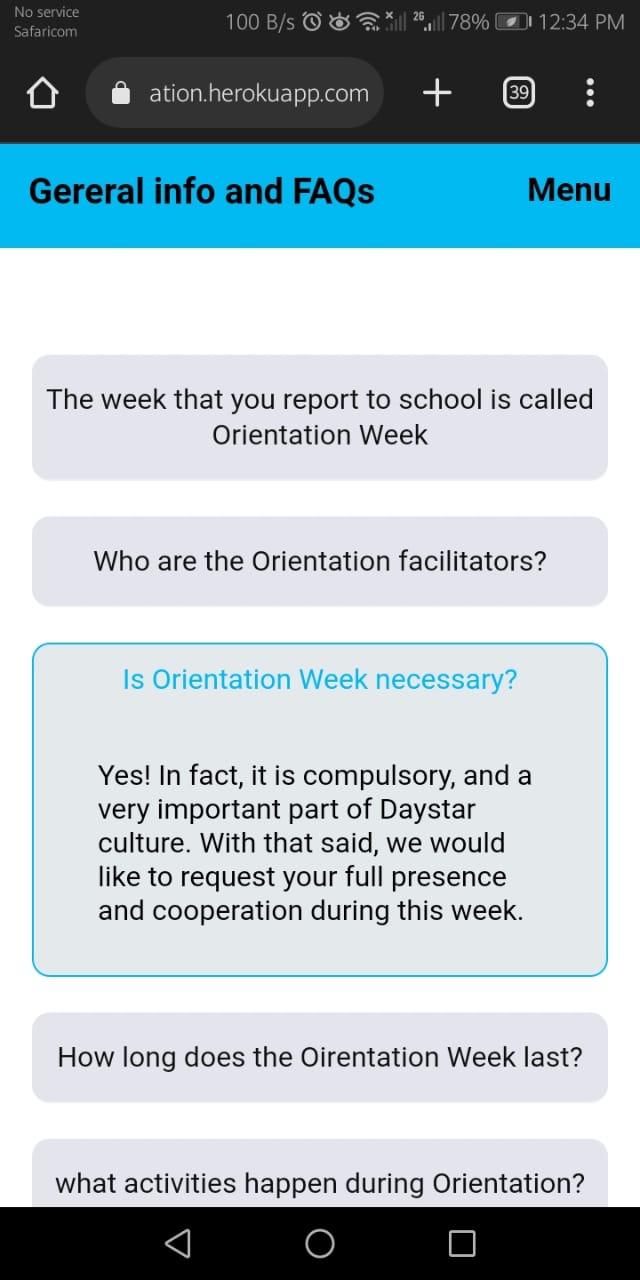 No service
Safaricom
100 B/s 2G 78% 12:34 PM
ation.herokuapp.com
39
Gereral info and FAQs
Menu
The week that you report to school is called
Orientation Week
Who are the Orientation facilitators?
Is Orientation Week necessary?
Yes! In fact, it is compulsory, and a
very important part of Daystar
culture. With that said, we would
like to request your full presence
and cooperation during this week.
How long does the Oirentation Week last?
what activities happen during Orientation?